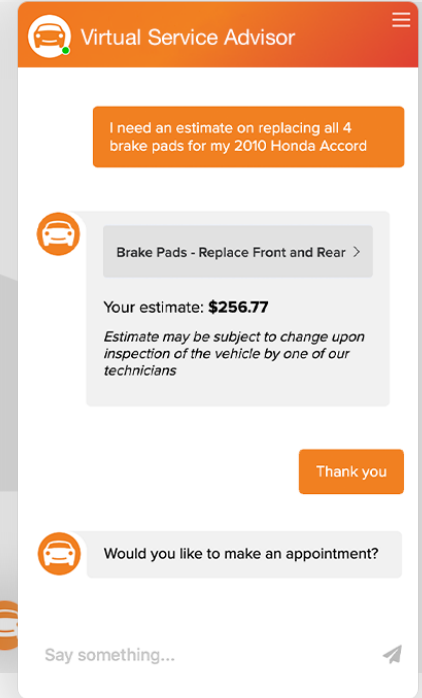 Virtual Service Advisor
I need an estimate on replacing all 4
brake pads for my 2010 Honda Accord
Brake Pads - Replace Front and Rear >
Your estimate: $256.77
Estimate may be subject to change upon
inspection of the vehicle by one of our
technicians
Thank you
Would you like to make an appointment?
Say something...